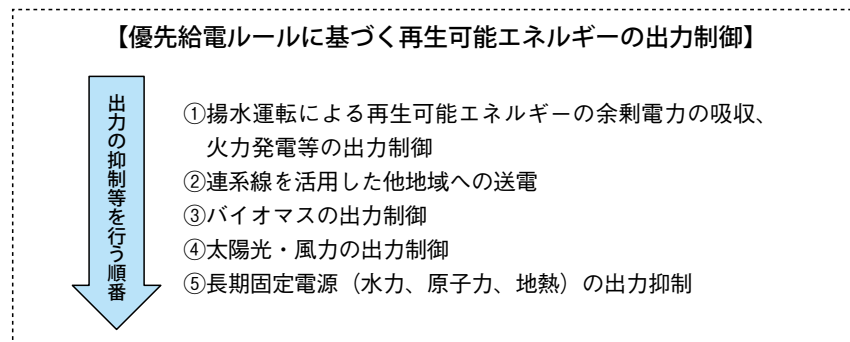 【優先給電ルールに基づく再生可能エネルギーの出力制御】
出力の抑制等を行う順番
①揚水運転による再生可能エネルギーの余剰電力の吸収、
火力発電等の出力制御
②連系線を活用した他地域への送電
③バイオマスの出力制御
④太陽光・風力の出力制御
⑤長期固定電源（水力、原子力、地熱）の出力抑制